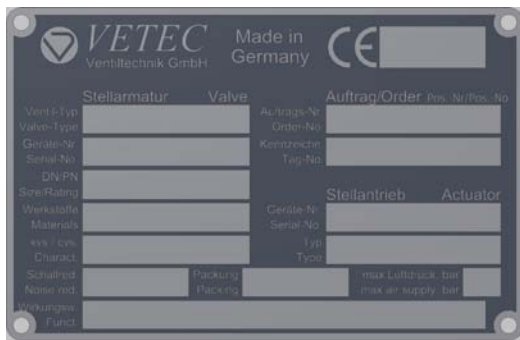 VETEC
Ventiltechnik GmbH
Made in
Germany
CE
Stellarmatur Valve
Ventil-Typ
Valve-Type
Geräte-Nr
Serial-No.
DN/PN
Size/Rating
Werkstoffe
Materials
kvs / cvs
Charact.
Schallred.
Noise red.
Packung
Packing
Wirkungsw.
Funct.
Auftrag/Order Pos. Nr/Pos. No
Auftrags-Nr
Order-No.
Kennzeichn
Tag-No.
Stellantrieb Actuator
Geräte-Nr.
Serial-No.
Typ
Type
max Luftdruck, bar
max air supply, bar